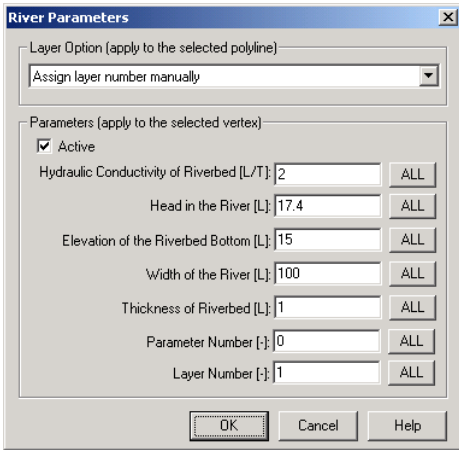 River Parameters
Layer Option (apply to the selected polyline)
Assign layer number manually
Parameters (apply to the selected vertex)
Active
Hydraulic Conductivity of Riverbed [L/T]: 2 ALL
Head in the River [L]: 17.4 ALL
Elevation of the Riverbed Bottom [L]: 15 ALL
Width of the River [L]: 100 ALL
Thickness of Riverbed [L]: 1 ALL
Parameter Number [-]: 0 ALL
Layer Number [-]: 1 ALL
OK Cancel Help